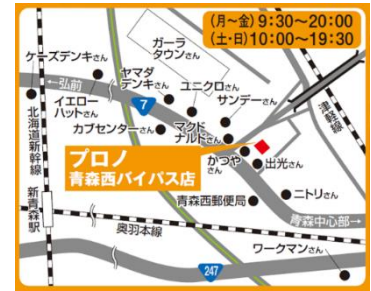 (月~金)9:30~20:00
(土・日)10:00~19:30
ガーラ
タウンさん
ケーズデンキさん
←弘前
ヤマダ
デンキさん
ユニクロさん
サンデーさん
イエロー
ハットさん
7
カブセンターさん
マクド
ナルドさん
津軽線
北海道新幹線
プロノ
青森西バイパス店
かつや
さん
出光さん
ニトリさん
青森西郵便局
新青森駅
青森中心部→
奥羽本線
ワークマンさん
247